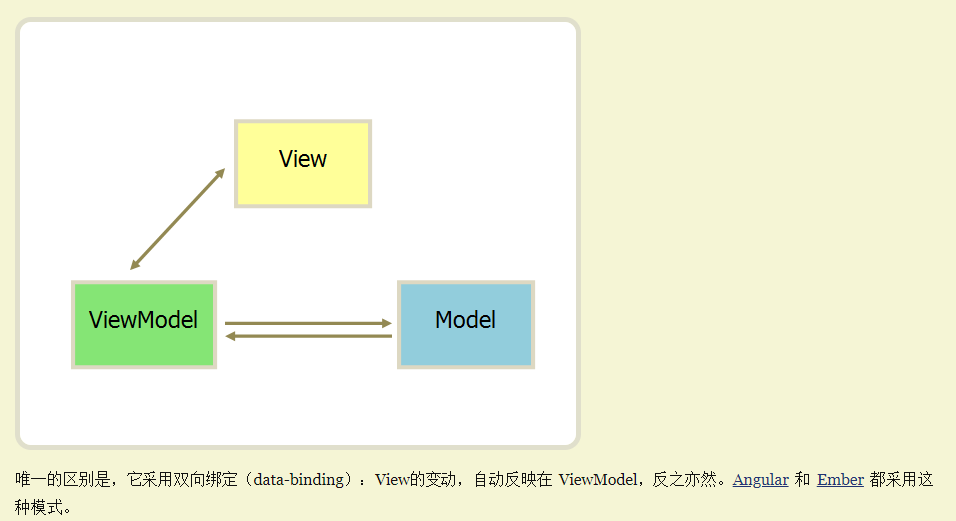 View
ViewModel
Model
唯一的区别是，它采用双向绑定（data-binding）：View的变动，自动反映在 ViewModel，反之亦然。Angular 和 Ember 都采用这
种模式。